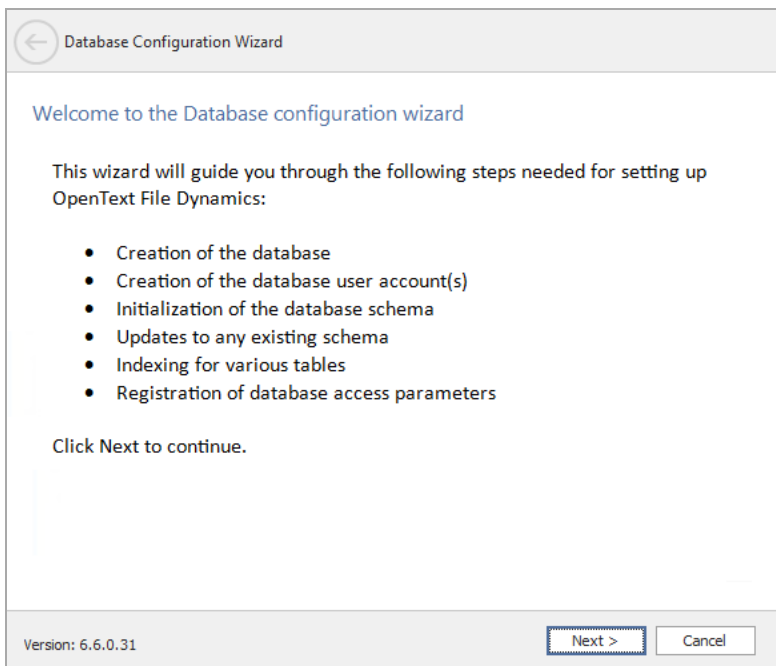 Database Configuration Wizard
Welcome to the Database configuration wizard
This wizard will guide you through the following steps needed for setting up
OpenText File Dynamics:
• Creation of the database
• Creation of the database user account(s)
• Initialization of the database schema
• Updates to any existing schema
• Indexing for various tables
• Registration of database access parameters
Click Next to continue.
Version: 6.6.0.31
Next >
Cancel